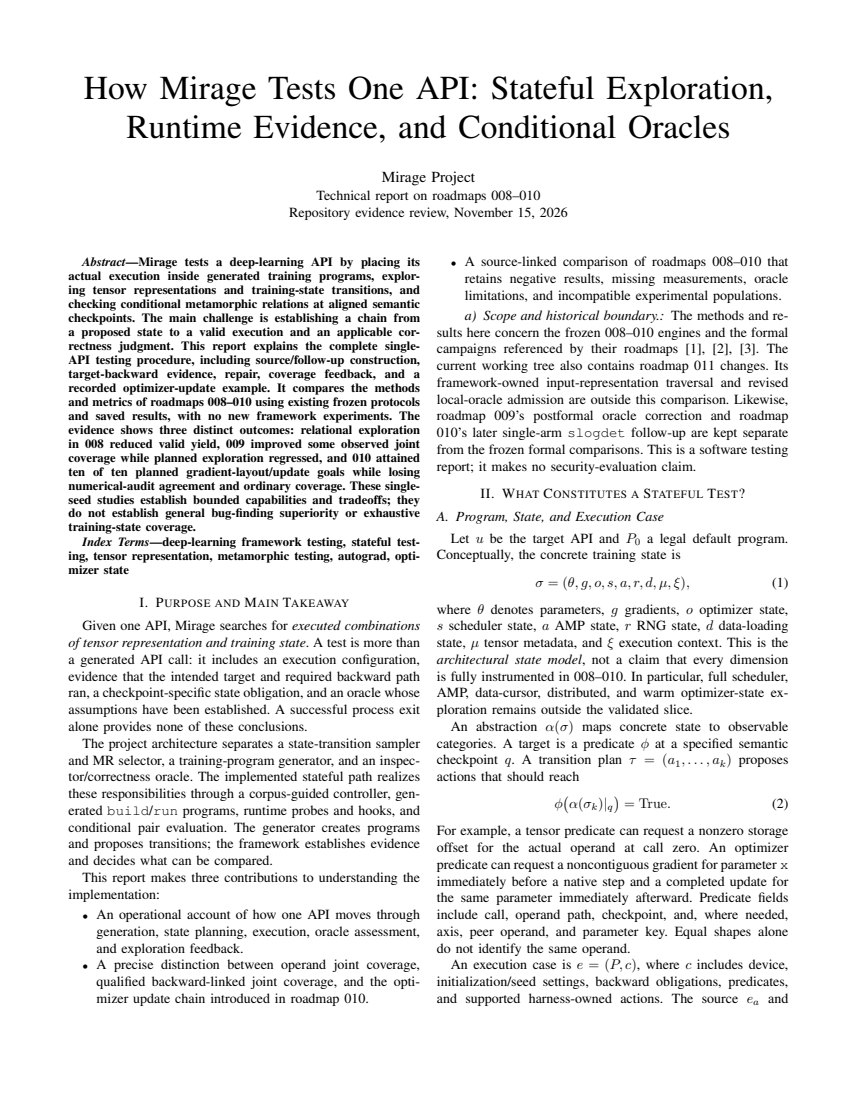 How Mirage Tests One API: Stateful Exploration,
Runtime Evidence, and Conditional Oracles
Mirage Project
Technical report on roadmaps 008–010
Repository evidence review, November 15, 2026
Abstract—Mirage tests a deep-learning API by placing its
actual execution inside generated training programs, explor-
ing tensor representations and training-state transitions, and
checking conditional metamorphic relations at aligned semantic
checkpoints. The main challenge is establishing a chain from
a proposed state to a valid execution and an applicable cor-
rectness judgment. This report explains the complete single-
API testing procedure, including source/follow-up construction,
target-backward evidence, repair, coverage feedback, and a
recorded optimizer-update example. It compares the methods
and metrics of roadmaps 008–010 using existing frozen protocols
and saved results, with no new framework experiments. The
evidence shows three distinct outcomes: relational exploration
in 008 reduced valid yield, 009 improved some observed joint
coverage while planned exploration regressed, and 010 attained
ten of ten planned gradient-layout/update goals while losing
numerical-audit agreement and ordinary coverage. These single-
seed studies establish bounded capabilities and tradeoffs; they
do not establish general bug-finding superiority or exhaustive
training-state coverage.
Index Terms—deep-learning framework testing, stateful test-
ing, tensor representation, metamorphic testing, autograd, opti-
mizer state
I. PURPOSE AND MAIN TAKEAWAY
Given one API, Mirage searches for executed combinations
of tensor representation and training state. A test is more than
a generated API call: it includes an execution configuration,
evidence that the intended target and required backward path
ran, a checkpoint-specific state obligation, and an oracle whose
assumptions have been established. A successful process exit
alone provides none of these conclusions.
The project architecture separates a state-transition sampler
and MR selector, a training-program generator, and an inspec-
tor/correctness oracle. The implemented stateful path realizes
these responsibilities through a corpus-guided controller, gen-
erated build/run programs, runtime probes and hooks, and
conditional pair evaluation. The generator creates programs
and proposes transitions; the framework establishes evidence
and decides what can be compared.
This report makes three contributions to understanding the
implementation:
• An operational account of how one API moves through
generation, state planning, execution, oracle assessment,
and exploration feedback.
• A precise distinction between operand joint coverage,
qualified backward-linked joint coverage, and the opti-
mizer update chain introduced in roadmap 010.
• A source-linked comparison of roadmaps 008–010 that
retains negative results, missing measurements, oracle
limitations, and incompatible experimental populations.
a) Scope and historical boundary.: The methods and re-
sults here concern the frozen 008–010 engines and the formal
campaigns referenced by their roadmaps [1], [2], [3]. The
current working tree also contains roadmap 011 changes. Its
framework-owned input-representation traversal and revised
local-oracle admission are outside this comparison. Likewise,
roadmap 009's postformal oracle correction and roadmap
010's later single-arm slogdet follow-up are kept separate
from the frozen formal comparisons. This is a software testing
report; it makes no security-evaluation claim.
II. WHAT CONSTITUTES A STATEFUL TEST?
A. Program, State, and Execution Case
Let u be the target API and P₀ a legal default program.
Conceptually, the concrete training state is
σ = (θ, g, o, s, a, r, d, μ, ξ), (1)
where θ denotes parameters, g gradients, o optimizer state,
s scheduler state, a AMP state, r RNG state, d data-loading
state, μ tensor metadata, and ξ execution context. This is the
architectural state model, not a claim that every dimension
is fully instrumented in 008–010. In particular, full scheduler,
AMP, data-cursor, distributed, and warm optimizer-state ex-
ploration remains outside the validated slice.
An abstraction α(σ) maps concrete state to observable
categories. A target is a predicate ϕ at a specified semantic
checkpoint q. A transition plan τ = (a₁, . . . , aₖ) proposes
actions that should reach
ϕ(α(σₖ)|q) = True. (2)
For example, a tensor predicate can request a nonzero storage
offset for the actual operand at call zero. An optimizer
predicate can request a noncontiguous gradient for parameter x
immediately before a native step and a completed update for
the same parameter immediately afterward. Predicate fields
include call, operand path, checkpoint, and, where needed,
axis, peer operand, and parameter key. Equal shapes alone
do not identify the same operand.
An execution case is e = (P, c), where c includes device,
initialization/seed settings, backward obligations, predicates,
and supported harness-owned actions. The source eₐ and